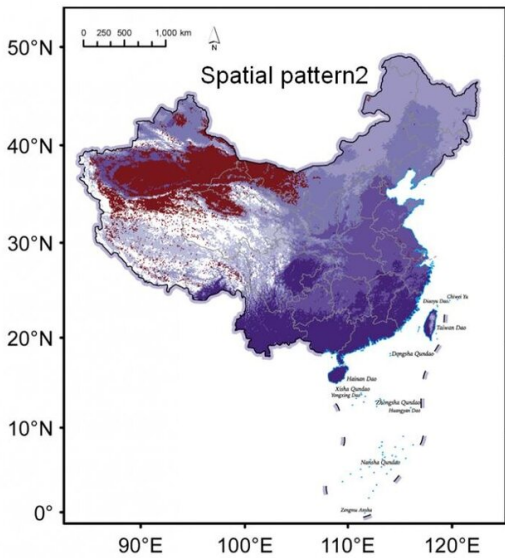 50°N
0 250 500 1,000 km
N
Spatial pattern2
40°N
30°N
20°N
Diaoyu Dao
Chiwei Yu
Taiwan Dao
Dongsha Qundao
Hainan Dao
Xisha Qundao
Yongxing Dao
Zhongsha Qundao
Huangyan Dao
10°N
Nansha Qundao
0°
Zengmu Ansha
90°E 100°E 110°E 120°E